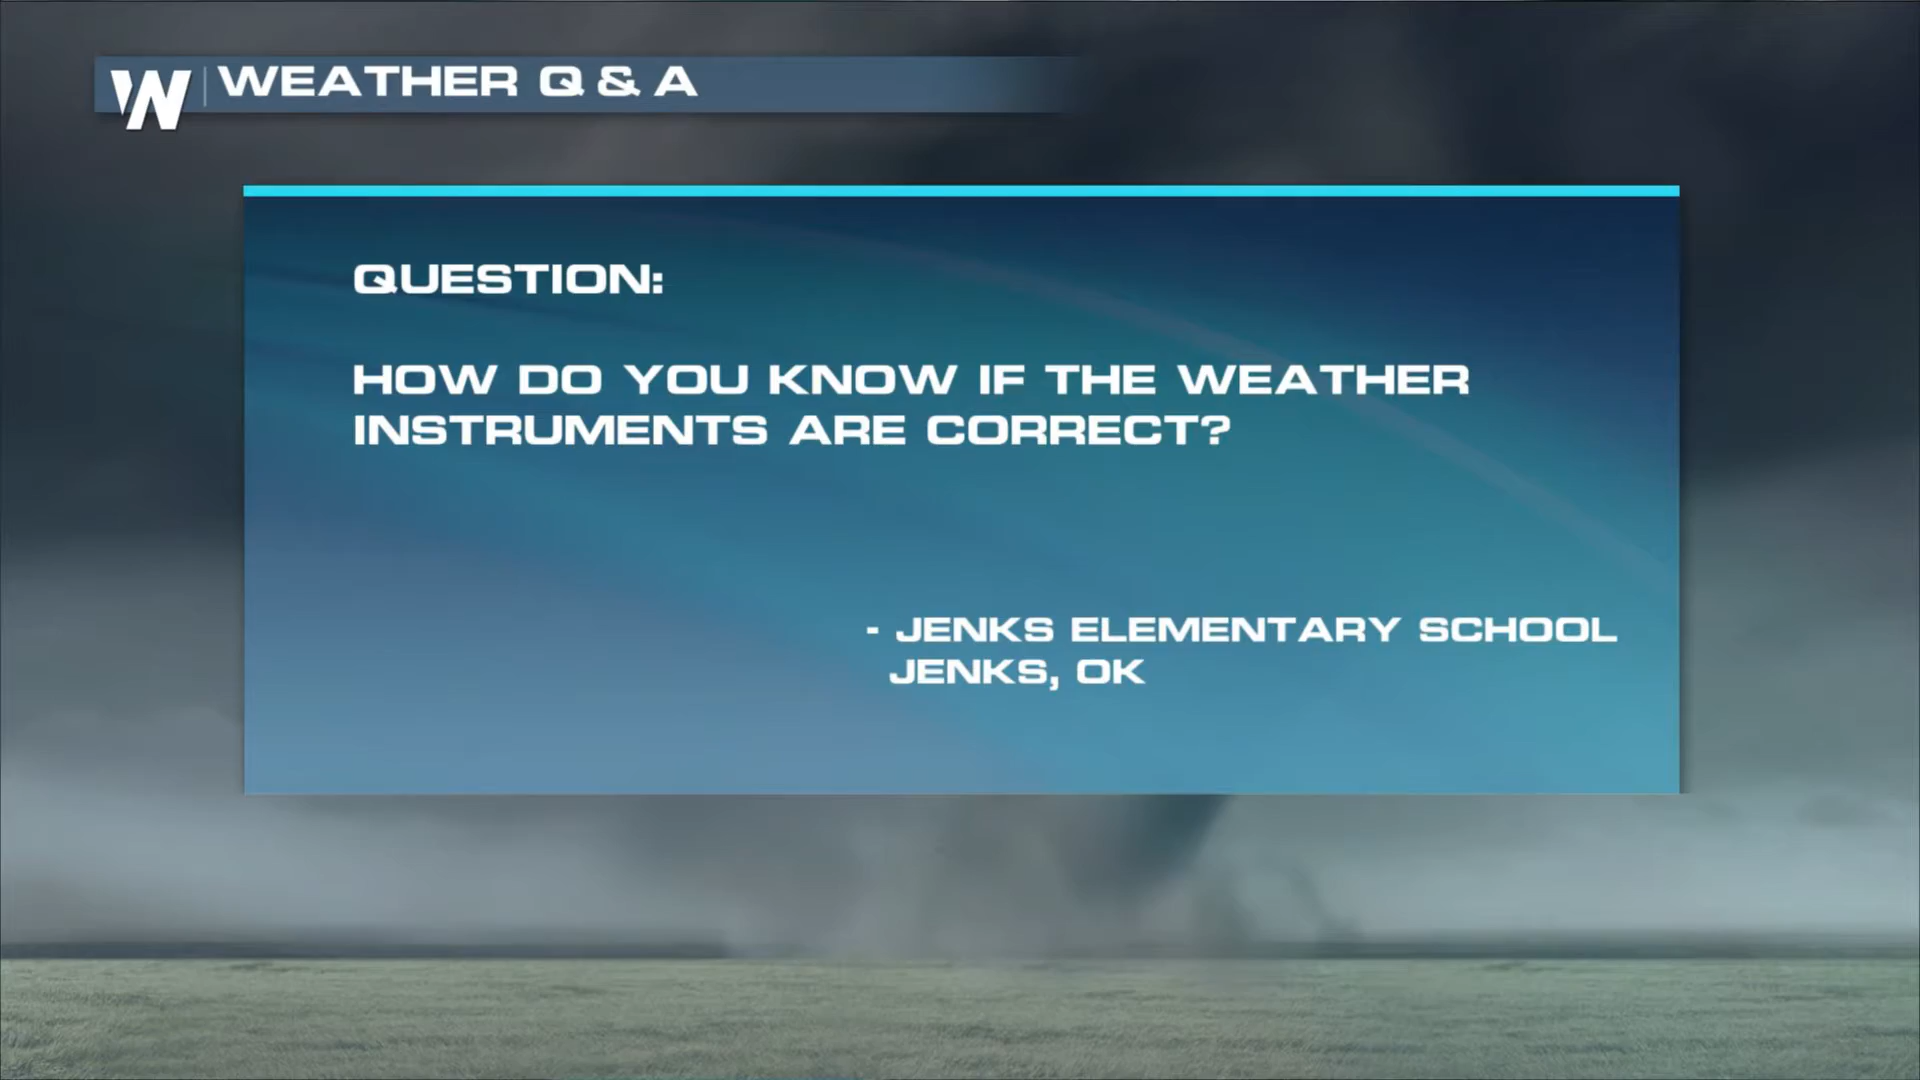 W WEATHER Q & A
QUESTION:
HOW DO YOU KNOW IF THE WEATHER
INSTRUMENTS ARE CORRECT?
- JENKS ELEMENTARY SCHOOL
JENKS, OK